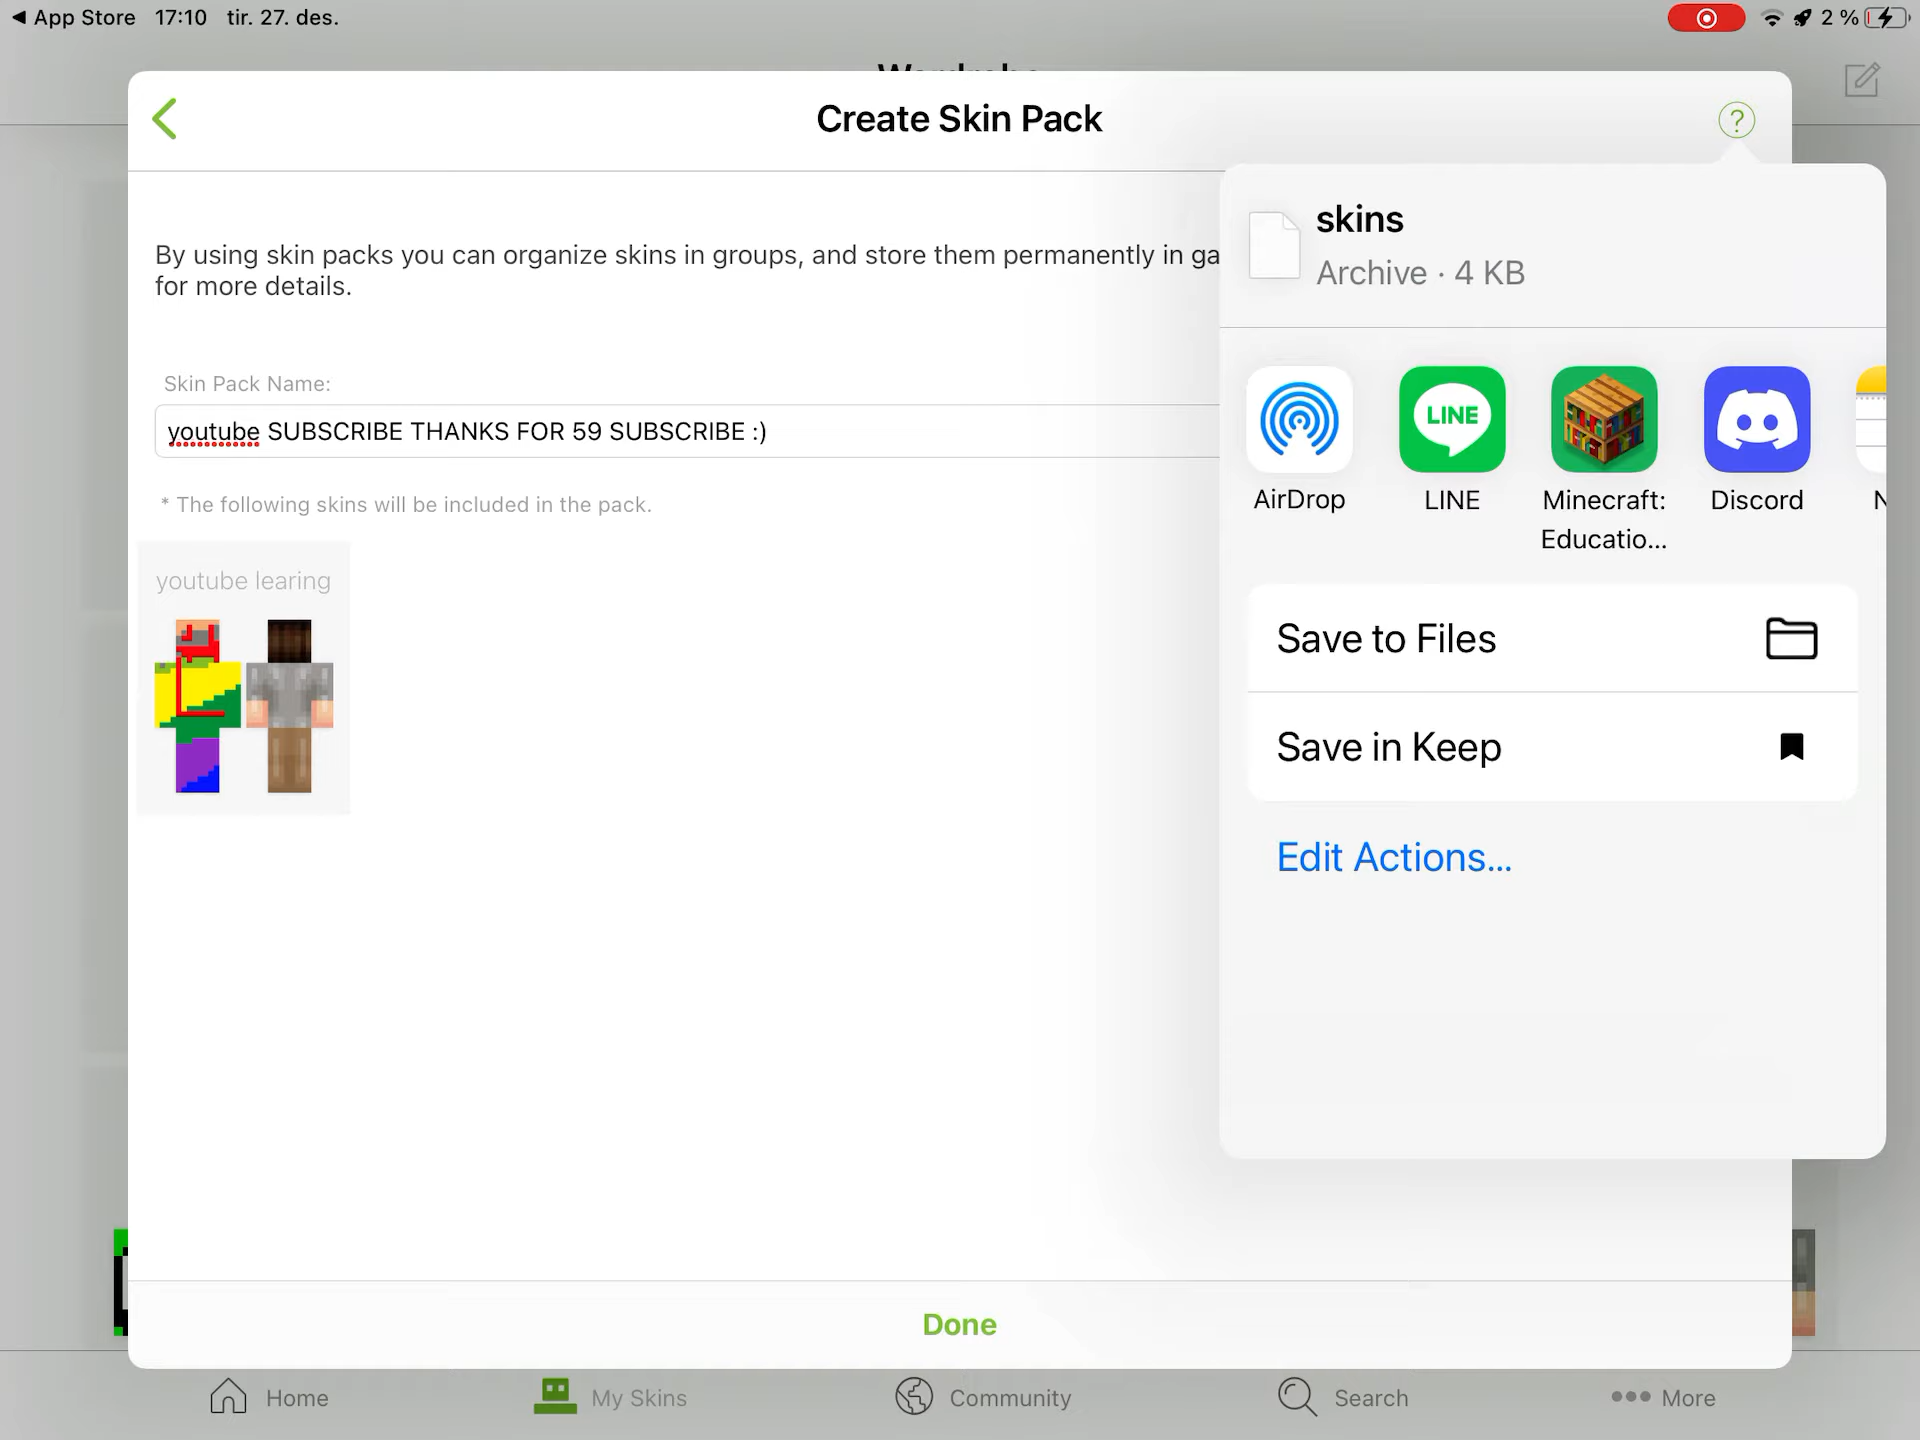 App Store 17:10 tir. 27. des.
2 %
Wardrobe
Create Skin Pack
?
By using skin packs you can organize skins in groups, and store them permanently in ga
for more details.
Skin Pack Name:
youtube SUBSCRIBE THANKS FOR 59 SUBSCRIBE :)
* The following skins will be included in the pack.
youtube learing
skins
Archive · 4 KB
LINE
AirDrop
LINE
Minecraft:
Educatio...
Discord
N
Save to Files
Save in Keep
Edit Actions...
Done
Home
My Skins
Community
Search
More